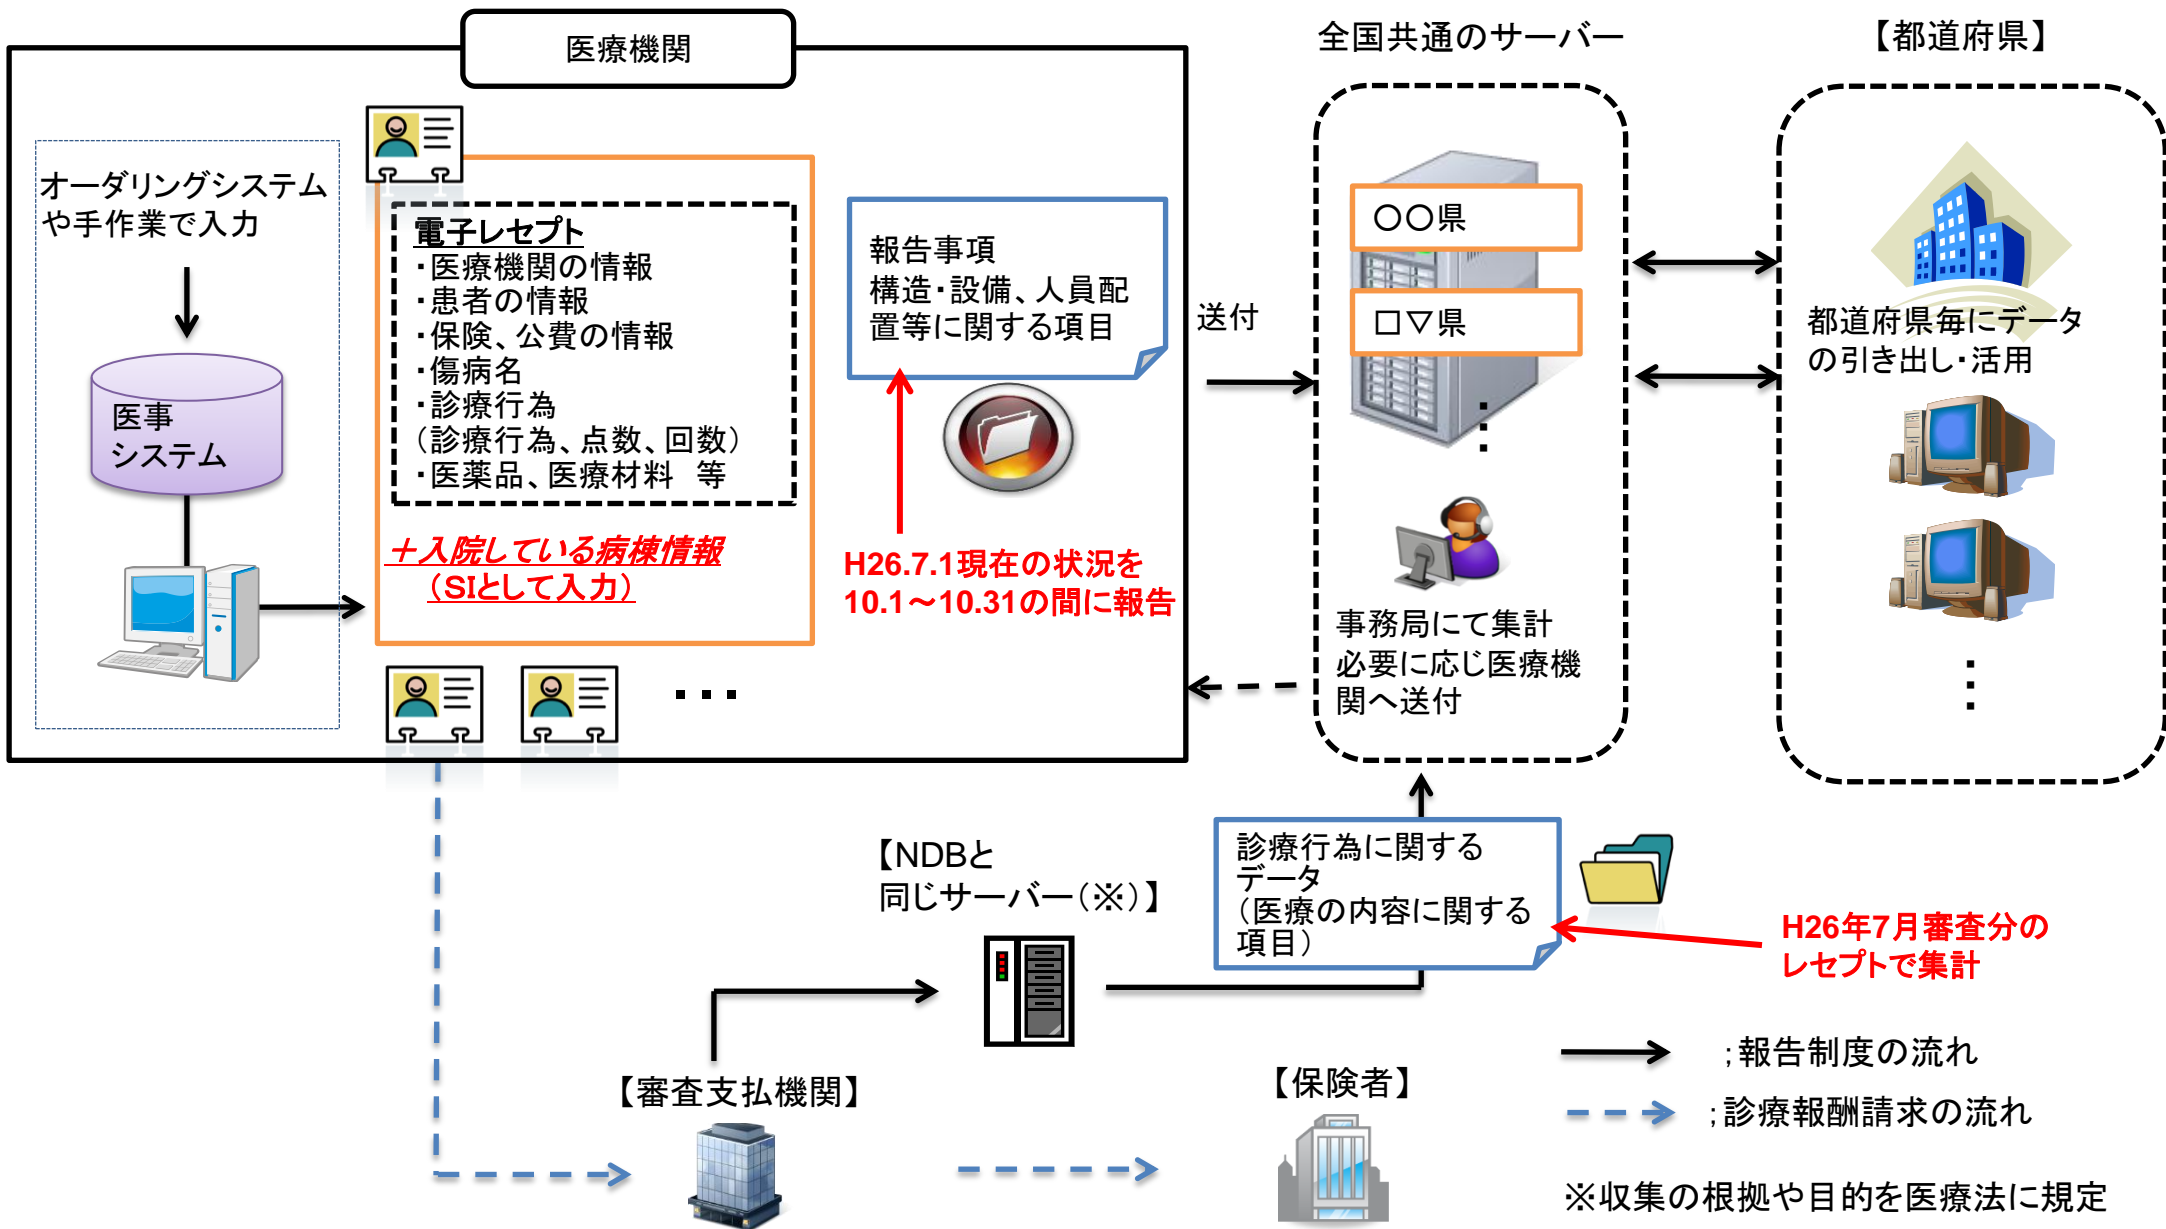 医療機関
オーダリングシステム
や手作業で入力
医事
システム
電子レセプト
・医療機関の情報
・患者の情報
・保険、公費の情報
・傷病名
・診療行為
（診療行為、点数、回数）
・医薬品、医療材料　等
＋入院している病棟情報
（SIとして入力）
報告事項
構造・設備、人員配
置等に関する項目
H26.7.1現在の状況を
10.1～10.31の間に報告
・・・
送付
全国共通のサーバー
〇〇県
□▽県
・・・
事務局にて集計
必要に応じ医療機
関へ送付
【都道府県】
都道府県毎にデータ
の引き出し・活用
・・・
【NDBと
同じサーバー（※）】
診療行為に関する
データ
（医療の内容に関する
項目）
H26年7月審査分の
レセプトで集計
【審査支払機関】
【保険者】
;報告制度の流れ
;診療報酬請求の流れ
※収集の根拠や目的を医療法に規定